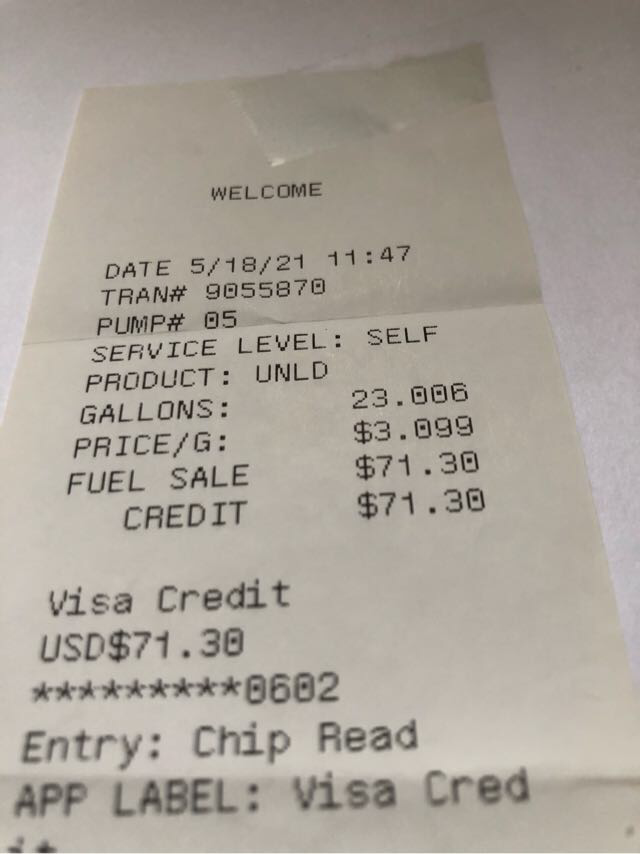 WELCOME
DATE 5/18/21 11:47
TRAN# 9055870
PUMP# 05
SERVICE LEVEL: SELF
PRODUCT: UNLD
GALLONS: 23.006
PRICE/G: $3.099
FUEL SALE $71.30
CREDIT $71.30
Visa Credit
USD$71.30
*********0602
Entry: Chip Read
APP LABEL: Visa Cred
it